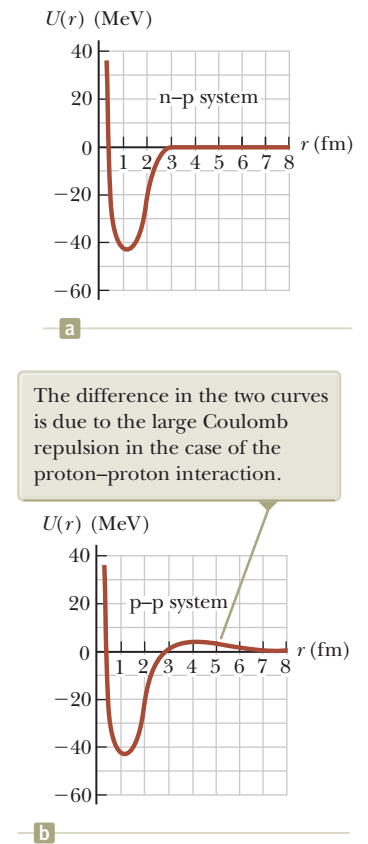 U(r) (MeV)
40
20
n–p system
0
1 2 3 4 5 6 7 8
r (fm)
−20
−40
−60
a
The difference in the two curves
is due to the large Coulomb
repulsion in the case of the
proton–proton interaction.
U(r) (MeV)
40
20
p–p system
0
1 2 3 4 5 6 7 8
r (fm)
−20
−40
−60
b